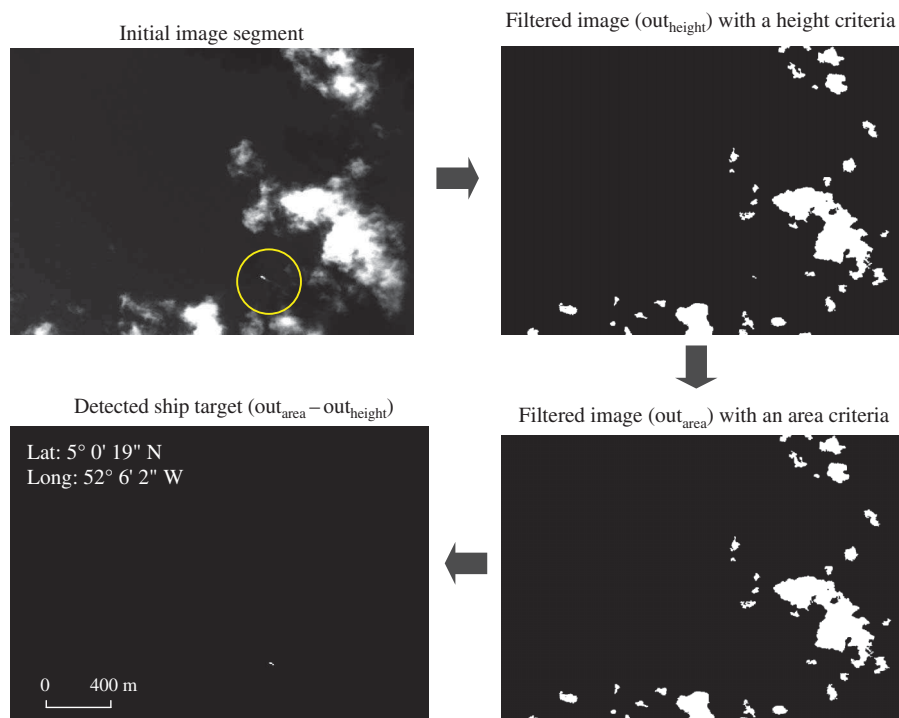 Initial image segment
Filtered image (out_height) with a height criteria
Detected ship target (out_area – out_height)
Filtered image (out_area) with an area criteria
Lat: 5° 0' 19" N
Long: 52° 6' 2" W
0 400 m